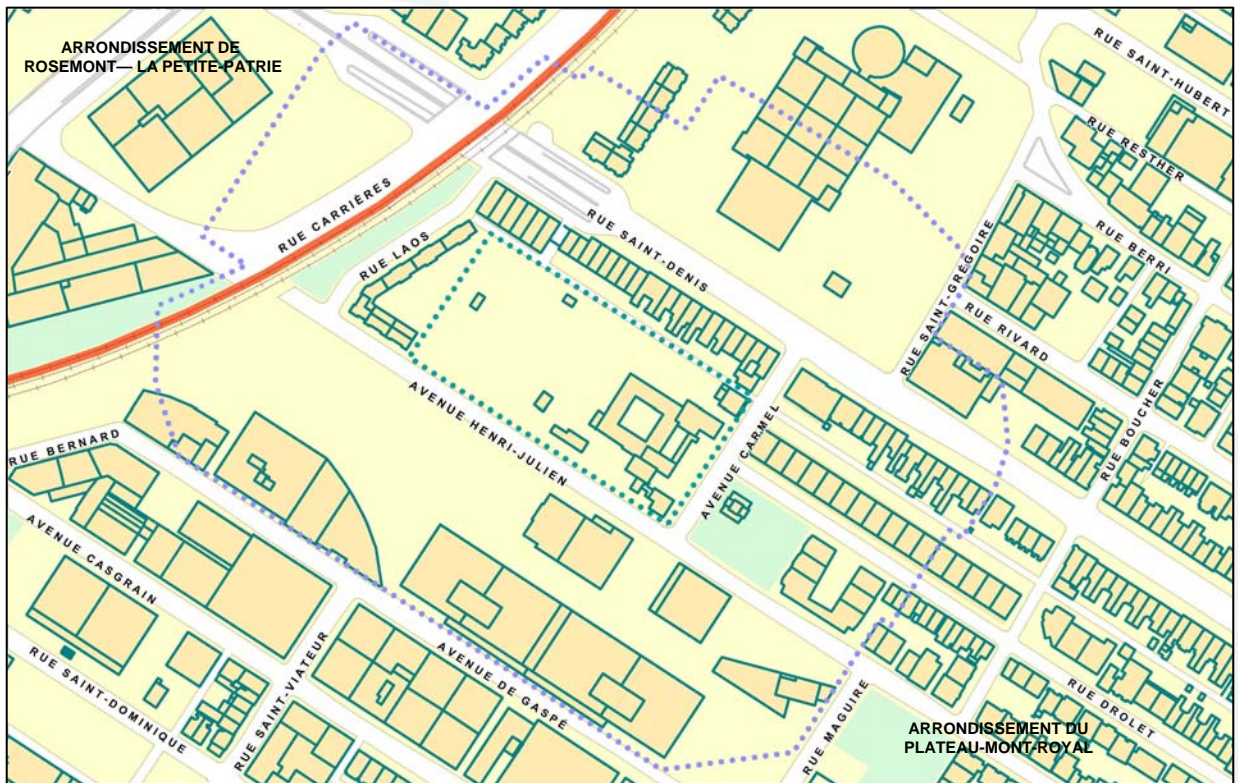 ARRONDISSEMENT DE
ROSEMONT— LA PETITE-PATRIE
RUE SAINT-HUBERT
RUE RESTHER
RUE CARRIÈRES
RUE LAOS
RUE SAINT-DENIS
RUE BERRI
RUE SAINT-GRÉGOIRE
RUE RIVARD
AVENUE HENRI-JULIEN
AVENUE CARMEL
RUE BOUCHER
RUE BERNARD
AVENUE CASGRAIN
RUE SAINT-DOMINIQUE
RUE SAINT-VIATEUR
AVENUE DE GASPÉ
RUE MAGUIRE
RUE DROLET
ARRONDISSEMENT DU
PLATEAU-MONT-ROYAL